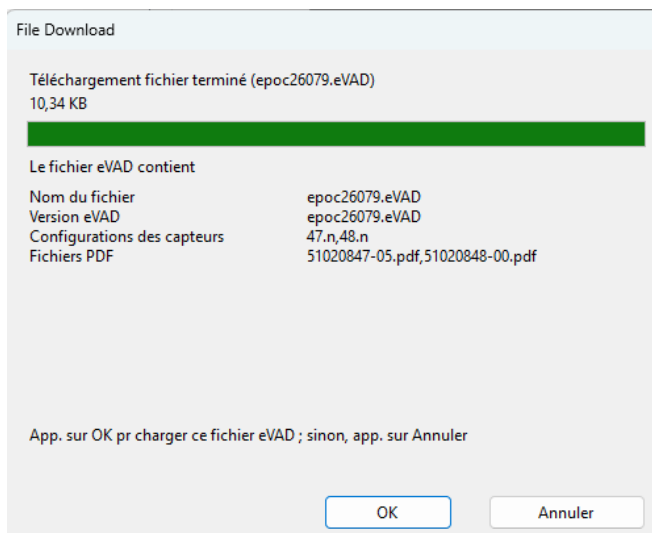 File Download
Téléchargement fichier terminé (epoc26079.eVAD)
10,34 KB
Le fichier eVAD contient
Nom du fichier epoc26079.eVAD
Version eVAD epoc26079.eVAD
Configurations des capteurs 47.n,48.n
Fichiers PDF 51020847-05.pdf,51020848-00.pdf
App. sur OK pr charger ce fichier eVAD ; sinon, app. sur Annuler
OK Annuler